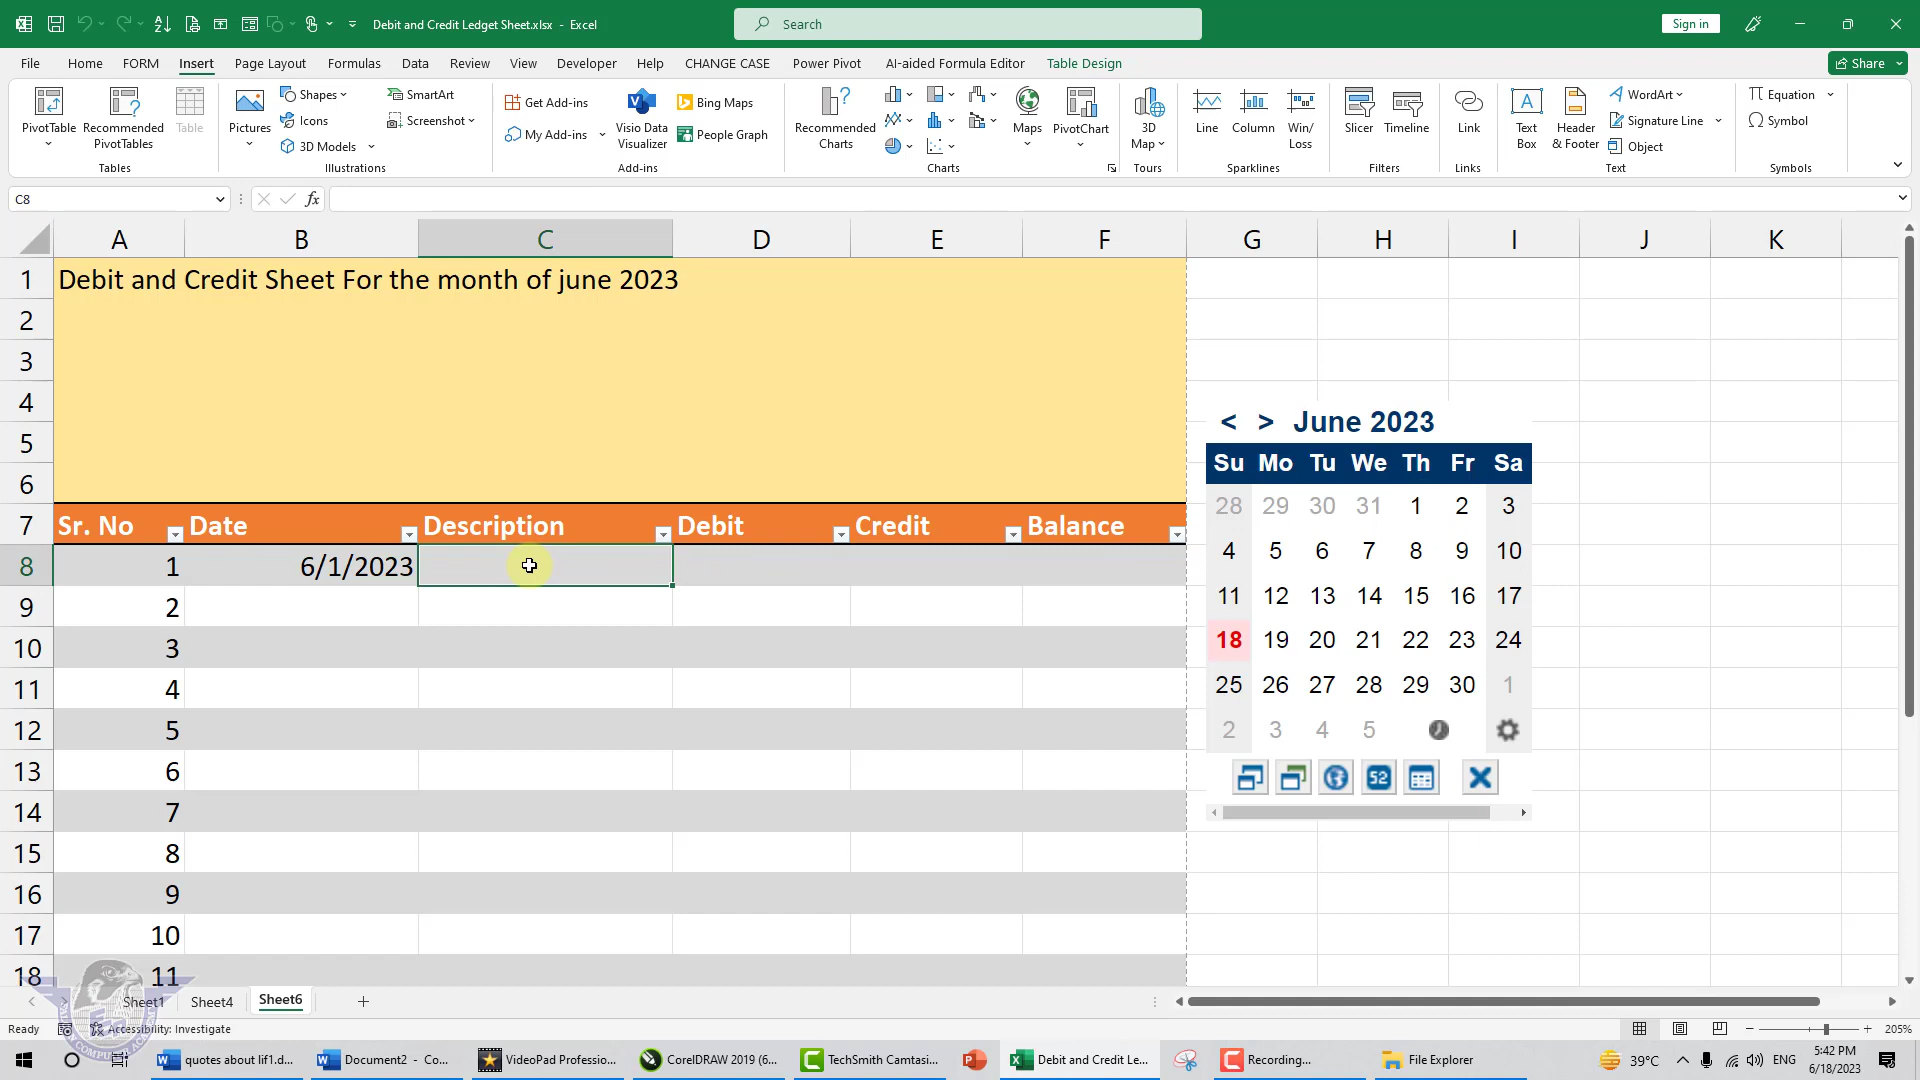 Debit and Credit Ledget Sheet.xlsx - Excel
Search
Sign in
File Home FORM Insert Page Layout Formulas Data Review View Developer Help CHANGE CASE Power Pivot AI-aided Formula Editor Table Design
Share
PivotTable
Recommended PivotTables
Table
Tables
Pictures
Shapes
Icons
3D Models
SmartArt
Screenshot
Illustrations
Get Add-ins
My Add-ins
Visio Data Visualizer
Bing Maps
People Graph
Add-ins
Recommended Charts
Maps
PivotChart
Charts
3D Map
Tours
Line
Column
Win/Loss
Sparklines
Slicer
Timeline
Filters
Link
Links
Text Box
Header & Footer
WordArt
Signature Line
Object
Text
Equation
Symbol
Symbols
C8
fx
A B C D E F G H I J K
1 Debit and Credit Sheet For the month of june 2023
2
3
4
5
6
7 Sr. No Date Description Debit Credit Balance
8 1 6/1/2023
9 2
10 3
11 4
12 5
13 6
14 7
15 8
16 9
17 10
18 11
< > June 2023
Su Mo Tu We Th Fr Sa
28 29 30 31 1 2 3
4 5 6 7 8 9 10
11 12 13 14 15 16 17
18 19 20 21 22 23 24
25 26 27 28 29 30 1
2 3 4 5
52
Sheet1 Sheet4 Sheet6
Ready Accessibility: Investigate
205%
quotes about lif1.d...
Document2 - Co...
VideoPad Professio...
CorelDRAW 2019 (6...
TechSmith Camtasi...
Debit and Credit Le...
Recording...
File Explorer
39°C
ENG
5:42 PM
6/18/2023